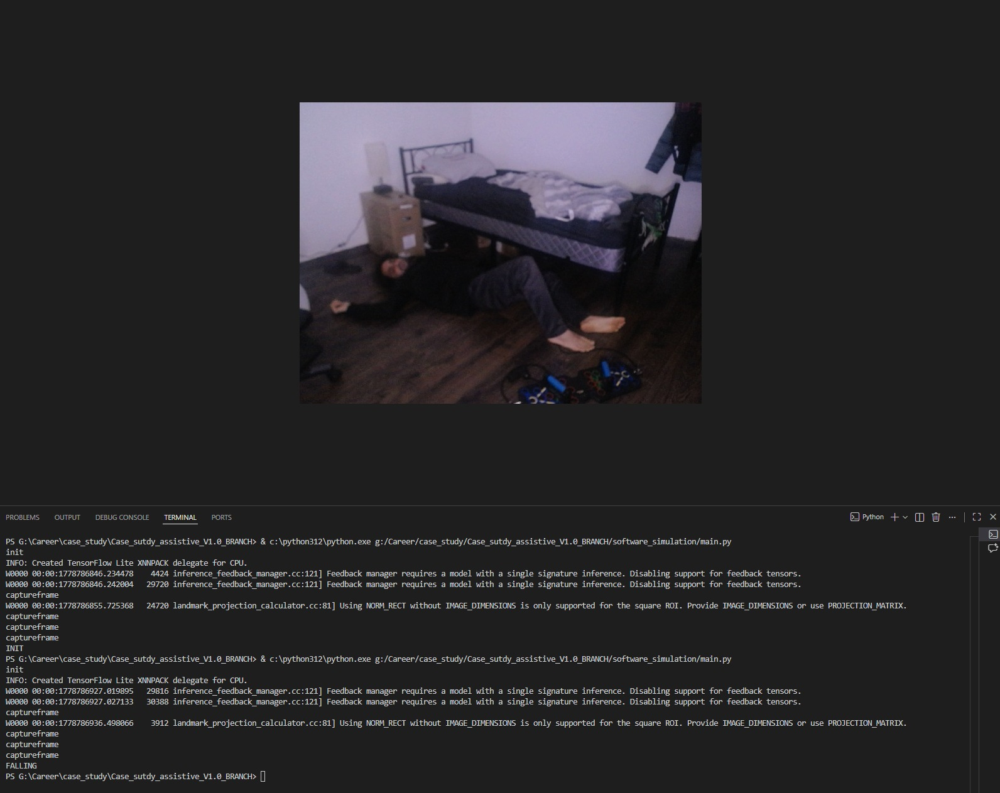 PROBLEMS OUTPUT DEBUG CONSOLE TERMINAL PORTS Python
PS G:\Career\case_study\Case_sutdy_assistive_V1.0_BRANCH> & c:\python312\python.exe g:/Career/case_study/Case_sutdy_assistive_V1.0_BRANCH/software_simulation/main.py
init
INFO: Created TensorFlow Lite XNNPACK delegate for CPU.
W0000 00:00:1778786846.234478    4424 inference_feedback_manager.cc:121] Feedback manager requires a model with a single signature inference. Disabling support for feedback tensors.
W0000 00:00:1778786846.242004   29720 inference_feedback_manager.cc:121] Feedback manager requires a model with a single signature inference. Disabling support for feedback tensors.
captureframe
W0000 00:00:1778786855.725368   24720 landmark_projection_calculator.cc:81] Using NORM_RECT without IMAGE_DIMENSIONS is only supported for the square ROI. Provide IMAGE_DIMENSIONS or use PROJECTION_MATRIX.
captureframe
captureframe
captureframe
INIT
PS G:\Career\case_study\Case_sutdy_assistive_V1.0_BRANCH> & c:\python312\python.exe g:/Career/case_study/Case_sutdy_assistive_V1.0_BRANCH/software_simulation/main.py
init
INFO: Created TensorFlow Lite XNNPACK delegate for CPU.
W0000 00:00:1778786927.019895   29816 inference_feedback_manager.cc:121] Feedback manager requires a model with a single signature inference. Disabling support for feedback tensors.
W0000 00:00:1778786927.027133   30388 inference_feedback_manager.cc:121] Feedback manager requires a model with a single signature inference. Disabling support for feedback tensors.
captureframe
W0000 00:00:1778786936.498066    3912 landmark_projection_calculator.cc:81] Using NORM_RECT without IMAGE_DIMENSIONS is only supported for the square ROI. Provide IMAGE_DIMENSIONS or use PROJECTION_MATRIX.
captureframe
captureframe
captureframe
FALLING
PS G:\Career\case_study\Case_sutdy_assistive_V1.0_BRANCH>